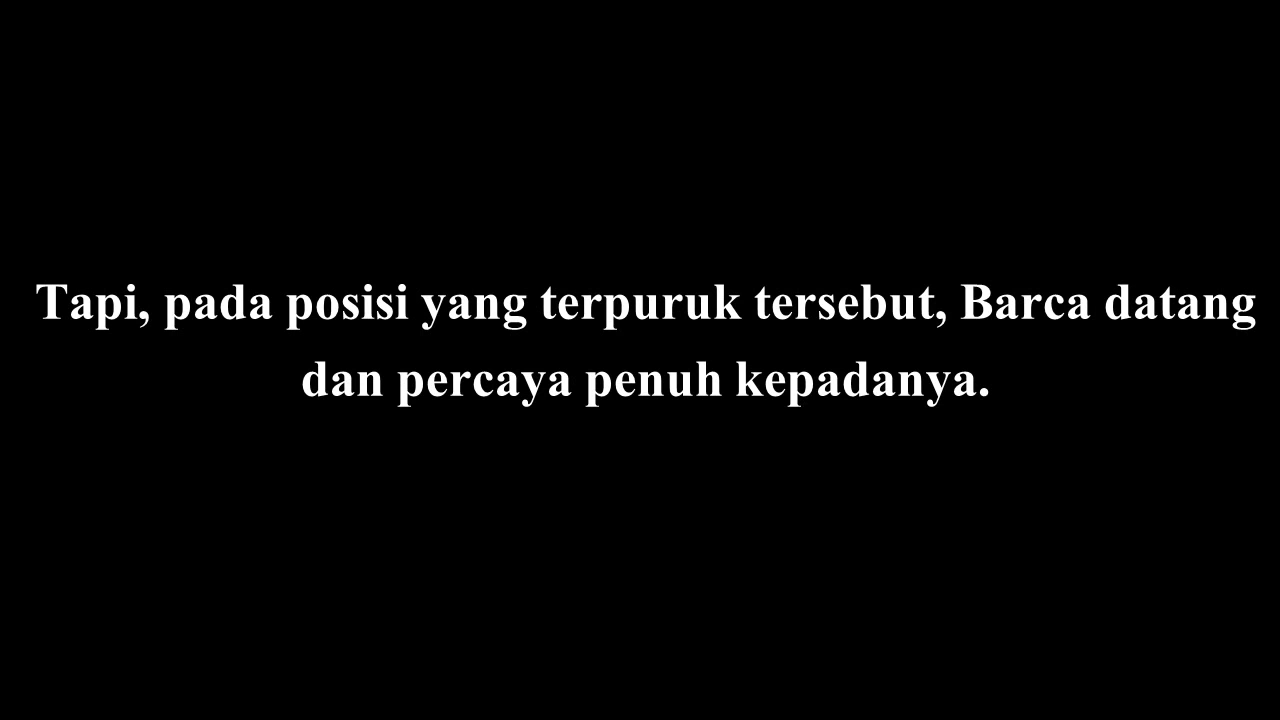 Tapi, pada posisi yang terpuruk tersebut, Barca datang
dan percaya penuh kepadanya.